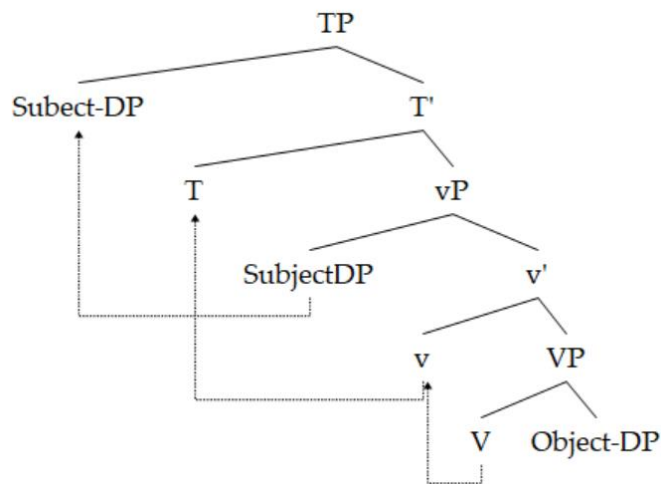 TP
Subect-DP T'
T vP
SubjectDP v'
v VP
V Object-DP